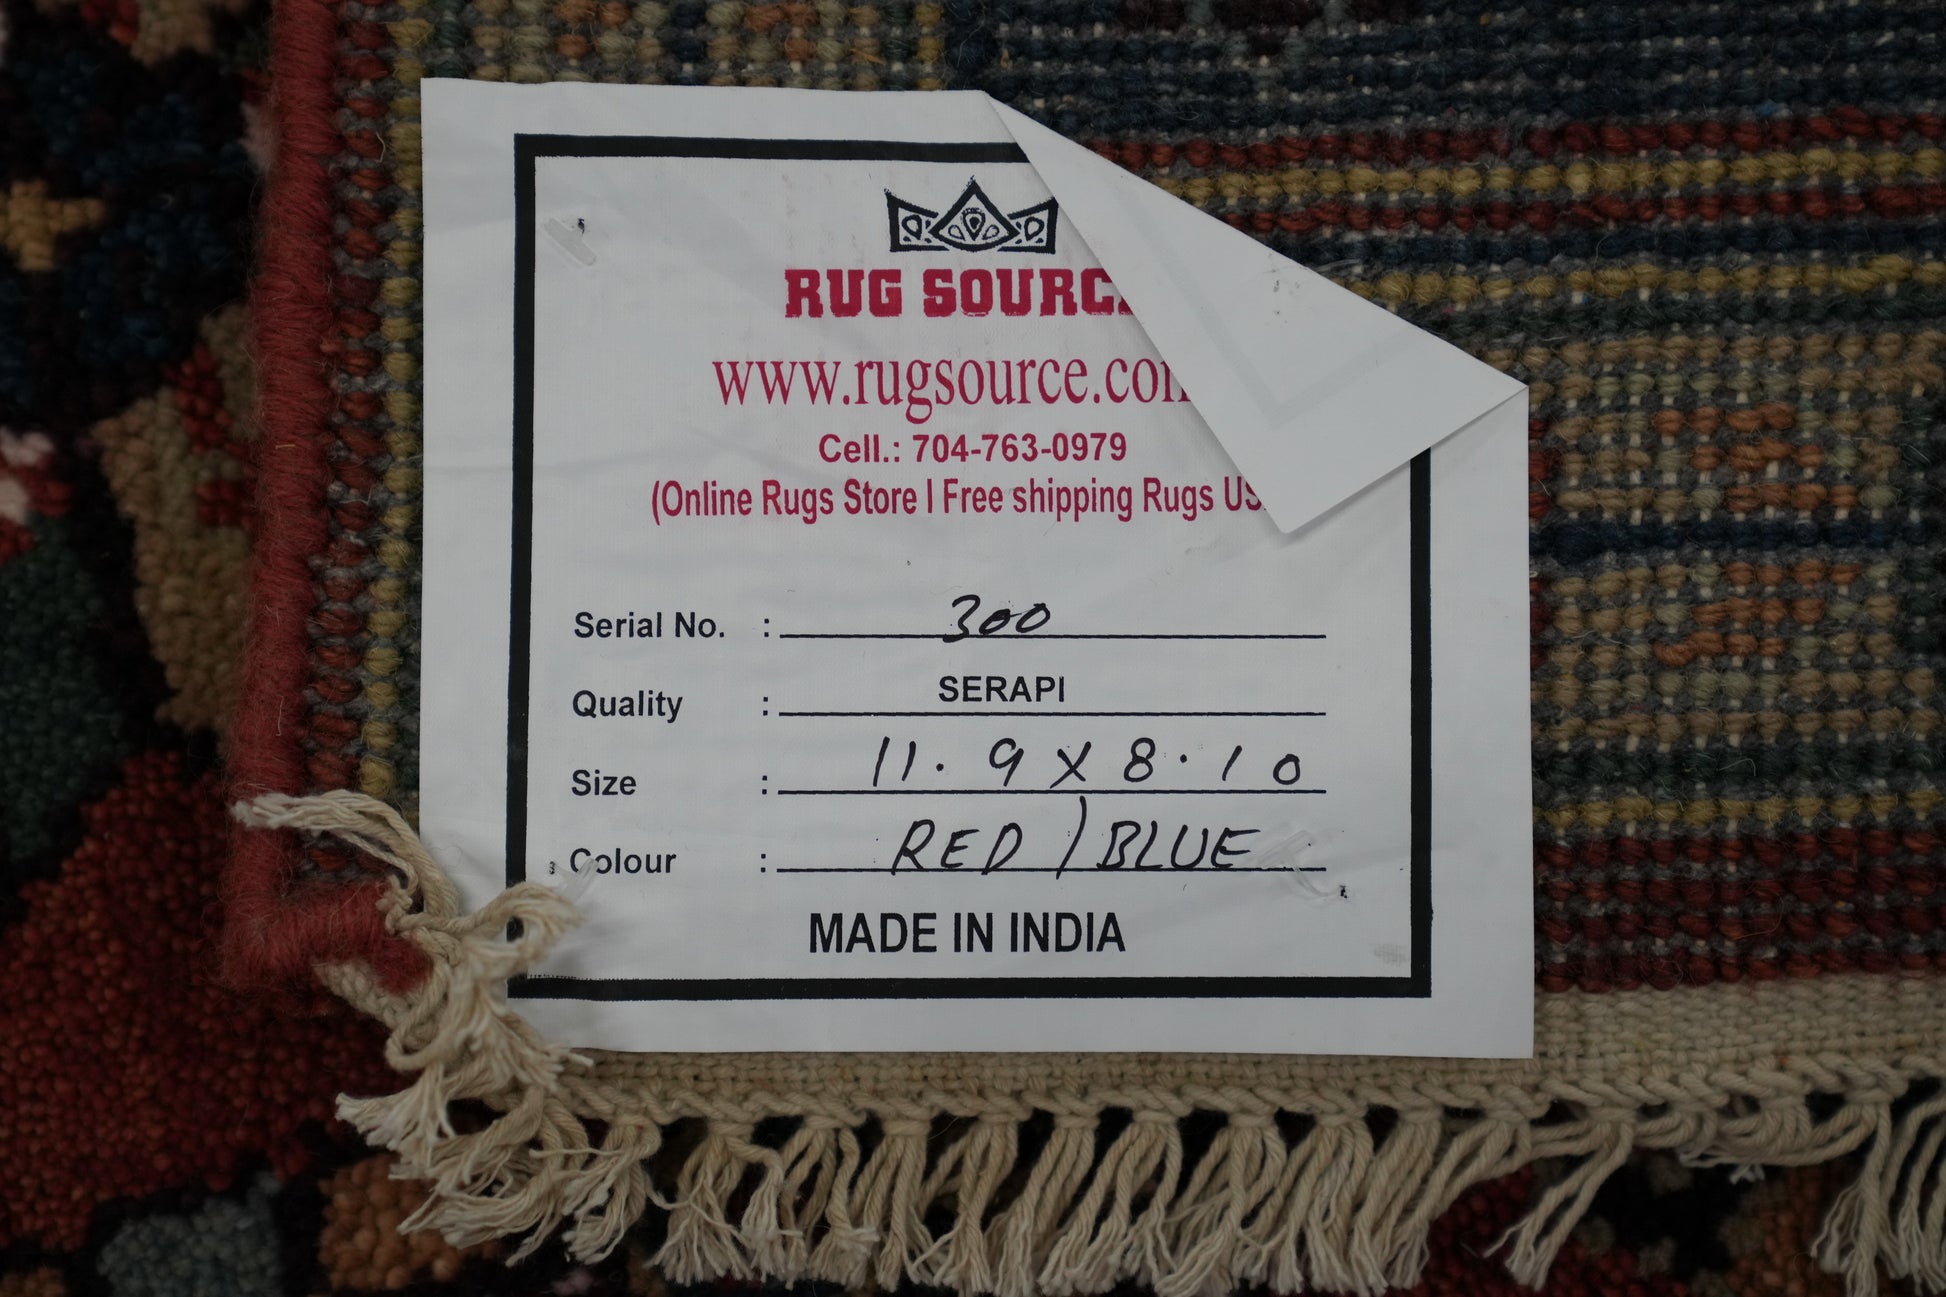 RUG SOURC
www.rugsource.com
Cell.: 704-763-0979
(Online Rugs Store I Free shipping Rugs US
Serial No. : 300
Quality : SERAPI
Size : 11.9 X 8.10
Colour : RED / BLUE
MADE IN INDIA